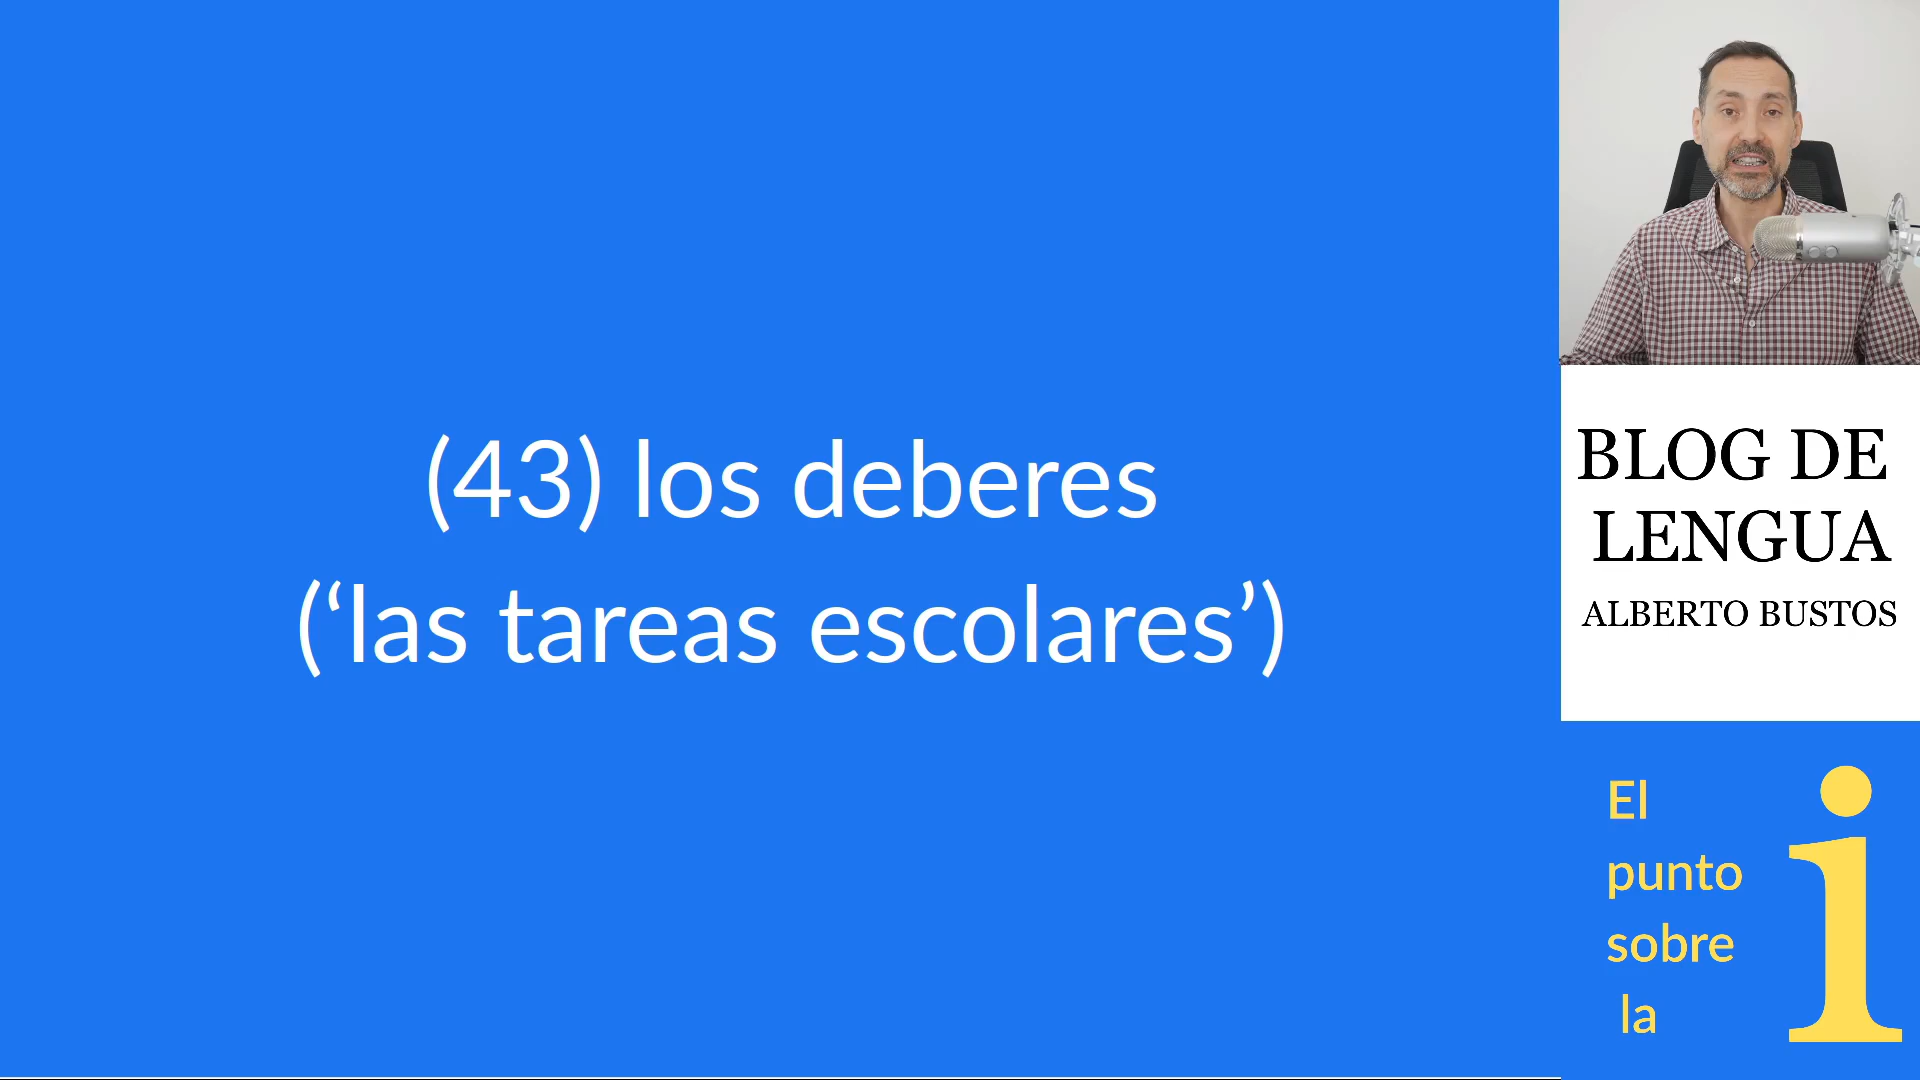 (43) los deberes
(‘las tareas escolares’)
BLOG DE
LENGUA
ALBERTO BUSTOS
El
punto
sobre
la
i